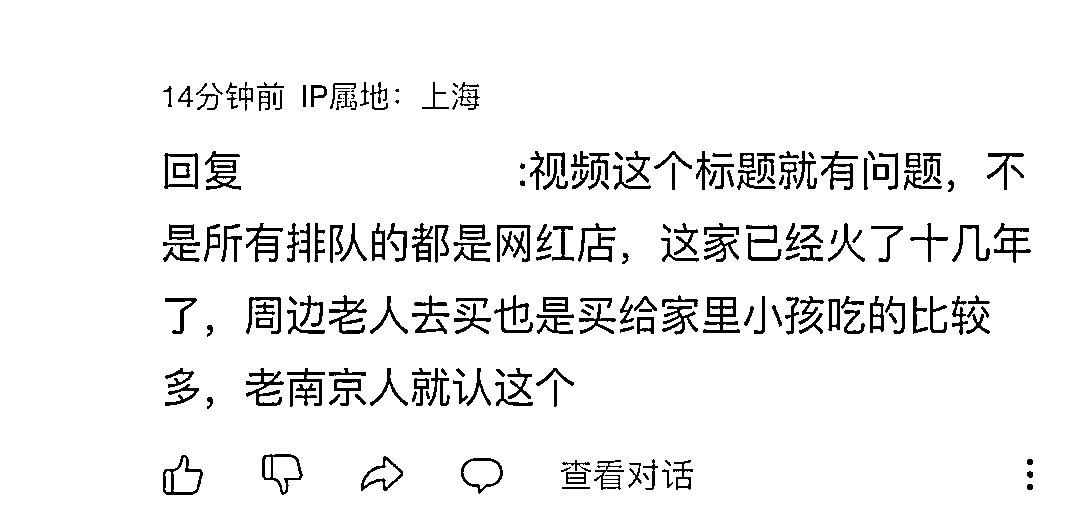 14分钟前 IP属地：上海
回复 :视频这个标题就有问题，不
是所有排队的都是网红店，这家已经火了十几年
了，周边老人去买也是买给家里小孩吃的比较
多，老南京人就认这个
查看对话